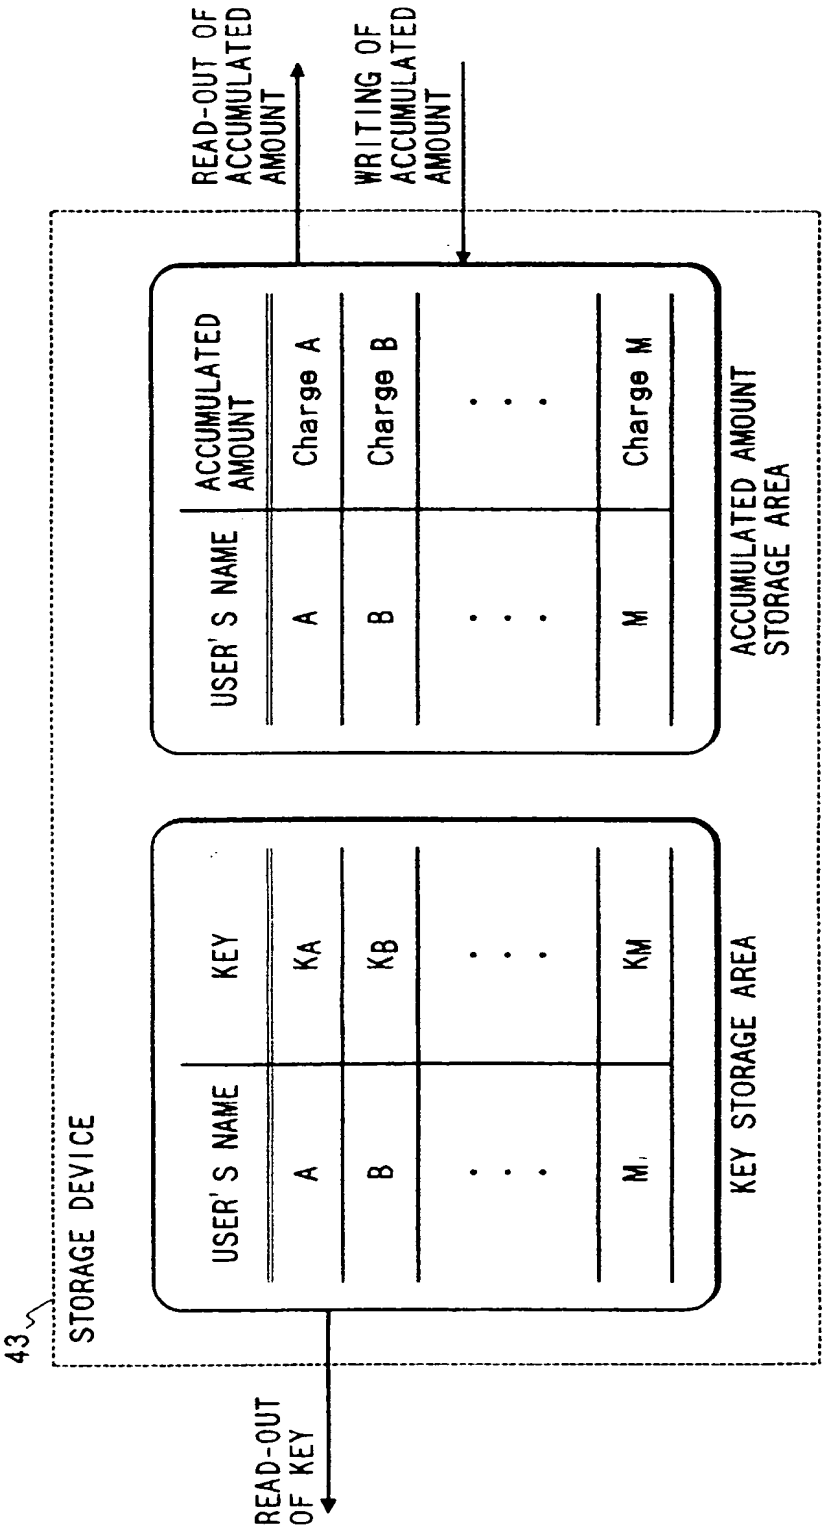 43
STORAGE DEVICE
READ-OUT
OF KEY
USER'S NAME
KEY
A
KA
B
KB
. . .
. . .
M
KM
KEY STORAGE AREA
USER'S NAME
ACCUMULATED
AMOUNT
A
Charge A
B
Charge B
. . .
. . .
M
Charge M
ACCUMULATED AMOUNT
STORAGE AREA
READ-OUT OF
ACCUMULATED
AMOUNT
WRITING OF
ACCUMULATED
AMOUNT